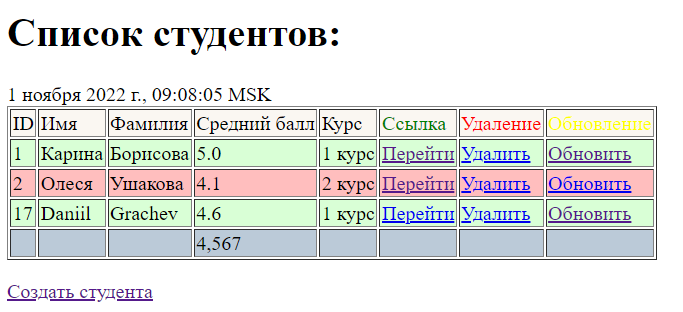 Список студентов:
1 ноября 2022 г., 09:08:05 MSK
ID Имя Фамилия Средний балл Курс Ссылка Удаление Обновление
1 Карина Борисова 5.0 1 курс Перейти Удалить Обновить
2 Олеся Ушакова 4.1 2 курс Перейти Удалить Обновить
17 Daniil Grachev 4.6 1 курс Перейти Удалить Обновить
4,567
Создать студента